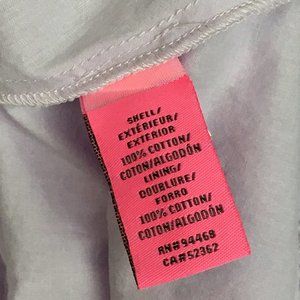 SHELL/
EXTÉRIEUR/
EXTERIOR
100% COTTON/
COTON/ALGODÓN
LINING/
DOUBLURE/
FORRO
100% COTTON/
COTON/ALGODÓN
RN#94468
CA#52362